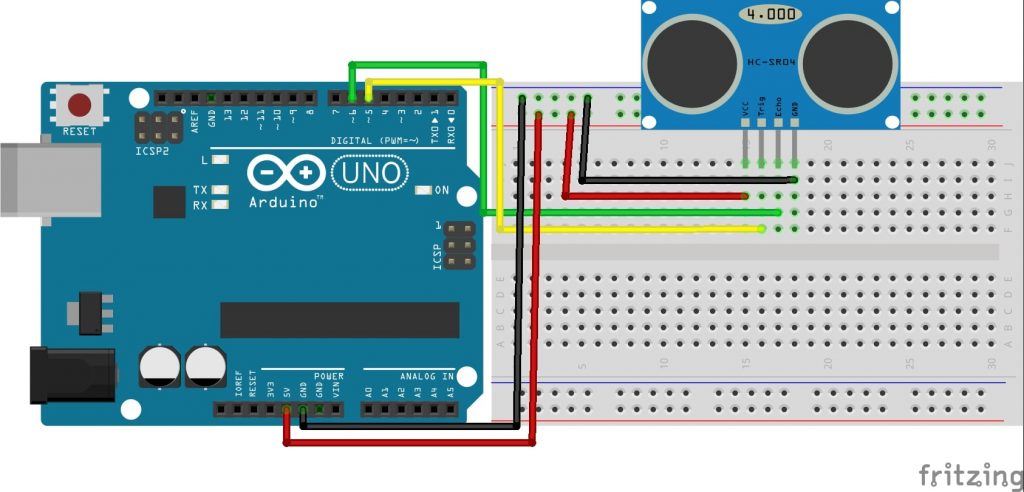 4.000
HC-SR04
VCC
Trig
Echo
GND
RESET
ICSP2
AREF
GND
13
12
~11
~10
~9
8
7
~6
~5
4
~3
2
TX0▶1
RX0◀0
DIGITAL (PWM=~)
L
TX
RX
UNO
Arduino™
ON
1
ICSP
IOREF
RESET
3V3
5V
GND
GND
VIN
POWER
A0
A1
A2
A3
A4
A5
ANALOG IN
10
20
25
30
J
I
H
G
F
E
D
C
B
A
E
D
C
B
A
5
10
15
20
25
30
fritzing